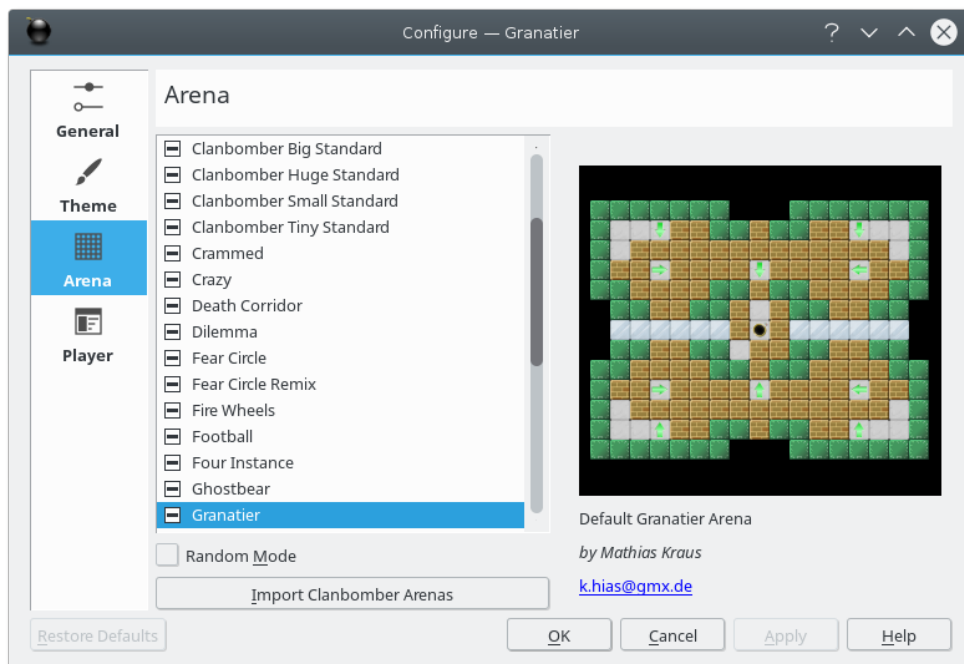 Configure — Granatier
General
Theme
Arena
Player
Arena
Clanbomber Big Standard
Clanbomber Huge Standard
Clanbomber Small Standard
Clanbomber Tiny Standard
Crammed
Crazy
Death Corridor
Dilemma
Fear Circle
Fear Circle Remix
Fire Wheels
Football
Four Instance
Ghostbear
Granatier
Random Mode
Import Clanbomber Arenas
Default Granatier Arena
by Mathias Kraus
k.hias@gmx.de
Restore Defaults
OK
Cancel
Apply
Help